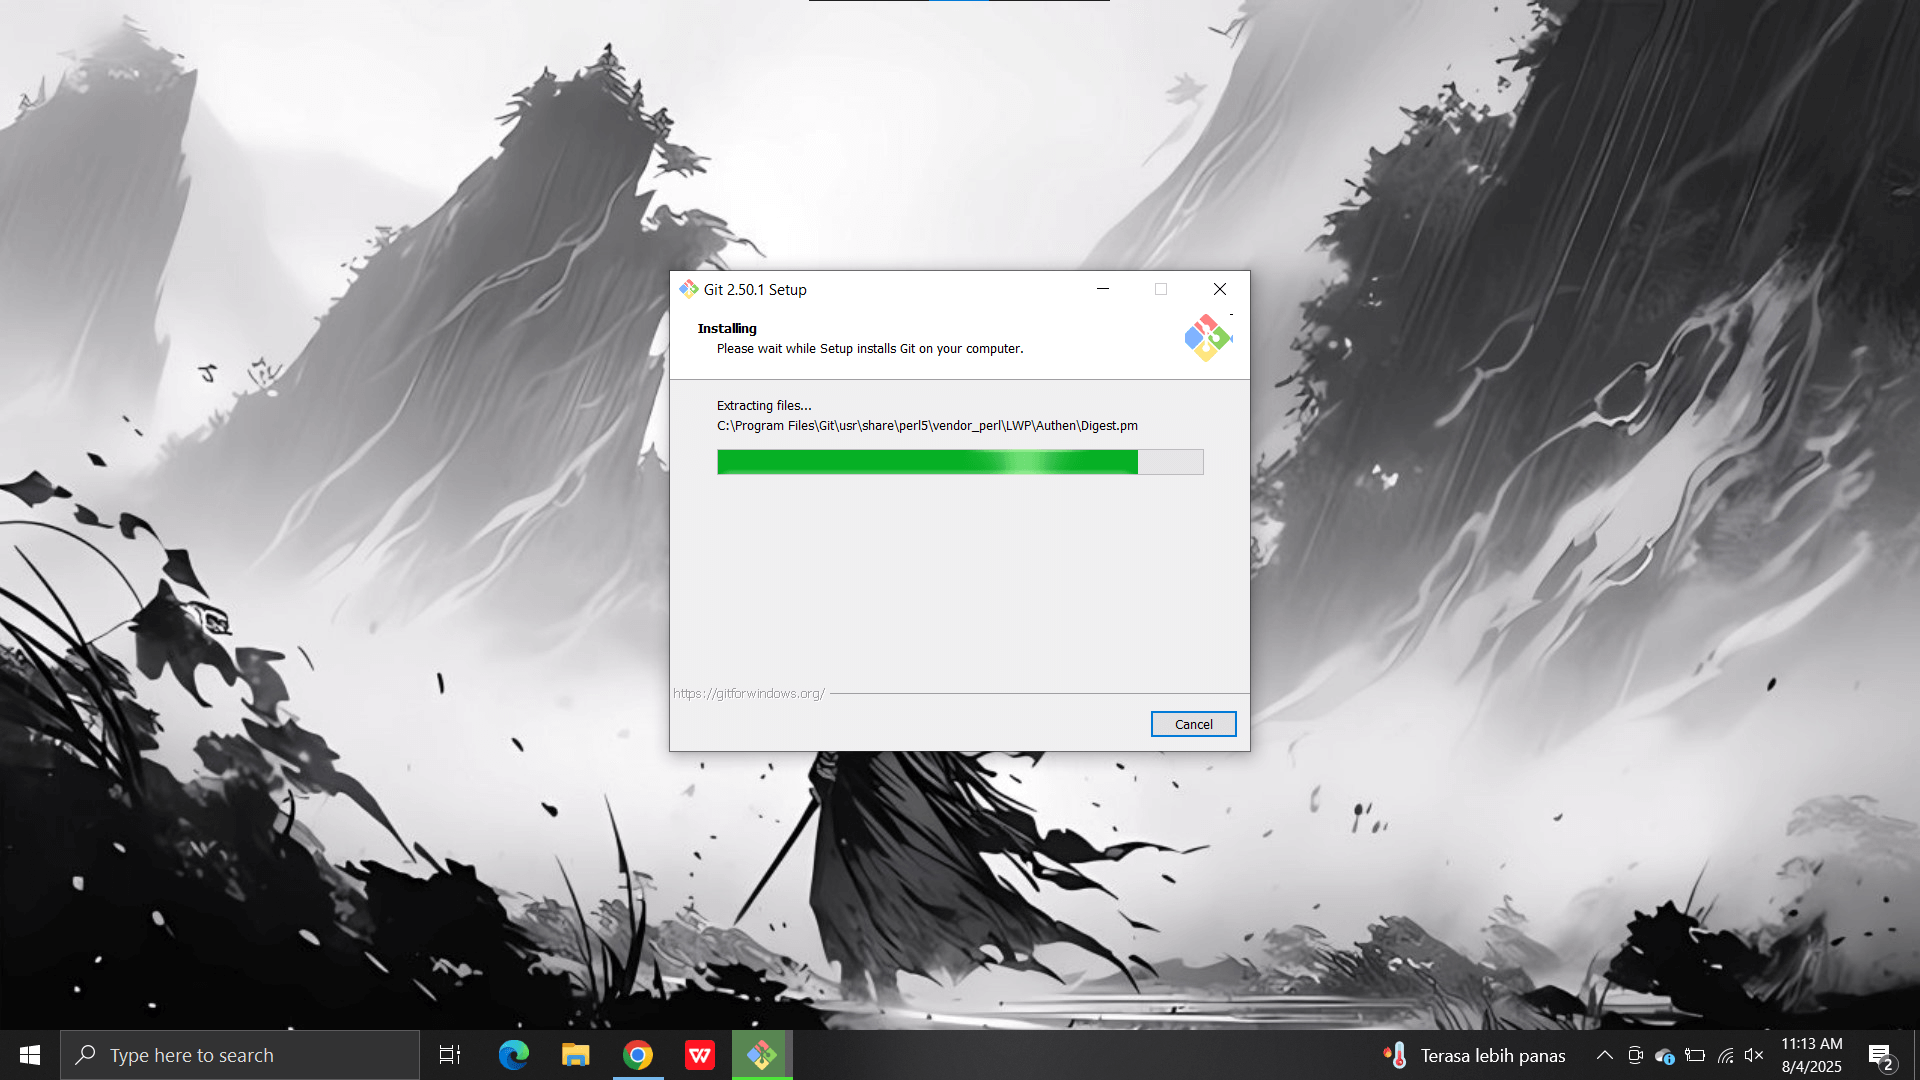 Git 2.50.1 Setup
Installing
Please wait while Setup installs Git on your computer.
Extracting files...
C:\Program Files\Git\usr\share\perl5\vendor_perl\LWP\Authen\Digest.pm
https://gitforwindows.org/
Cancel
Type here to search
W
Terasa lebih panas
11:13 AM
8/4/2025
2